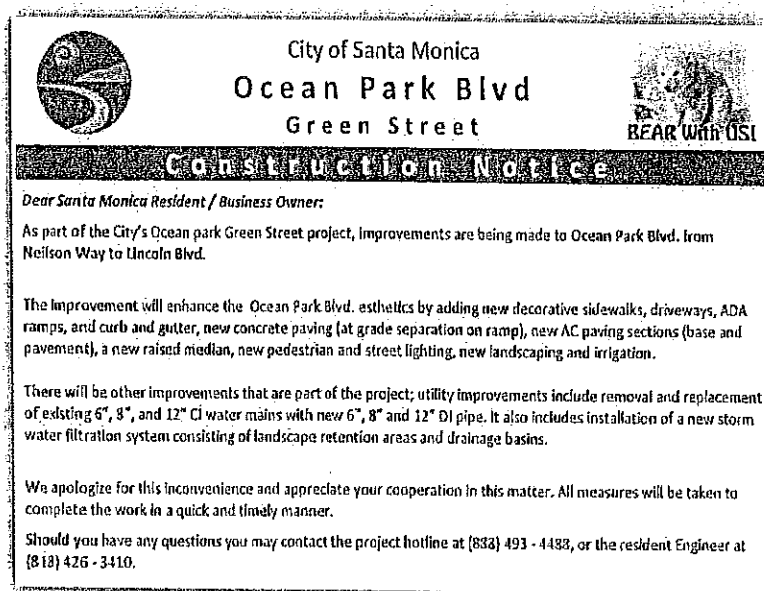 City of Santa Monica
Ocean Park Blvd
Green Street
BEAR With US!
Construction Notice
Dear Santa Monica Resident / Business Owner:
As part of the City's Ocean park Green Street project, improvements are being made to Ocean Park Blvd. from
Neilson Way to Lincoln Blvd.
The Improvement will enhance the Ocean Park Blvd. esthetics by adding new decorative sidewalks, driveways, ADA
ramps, and curb and gutter, new concrete paving (at grade separation on ramp), new AC paving sections (base and
pavement), a new raised median, new pedestrian and street lighting, new landscaping and irrigation.
There will be other improvements that are part of the project; utility improvements include removal and replacement
of existing 6", 8", and 12" CI water mains with new 6", 8" and 12" DI pipe. It also includes installation of a new storm
water filtration system consisting of landscape retention areas and drainage basins.
We apologize for this inconvenience and appreciate your cooperation in this matter. All measures will be taken to
complete the work in a quick and timely manner.
Should you have any questions you may contact the project hotline at (888) 493 - 4488, or the resident Engineer at
(818) 426 - 3410.